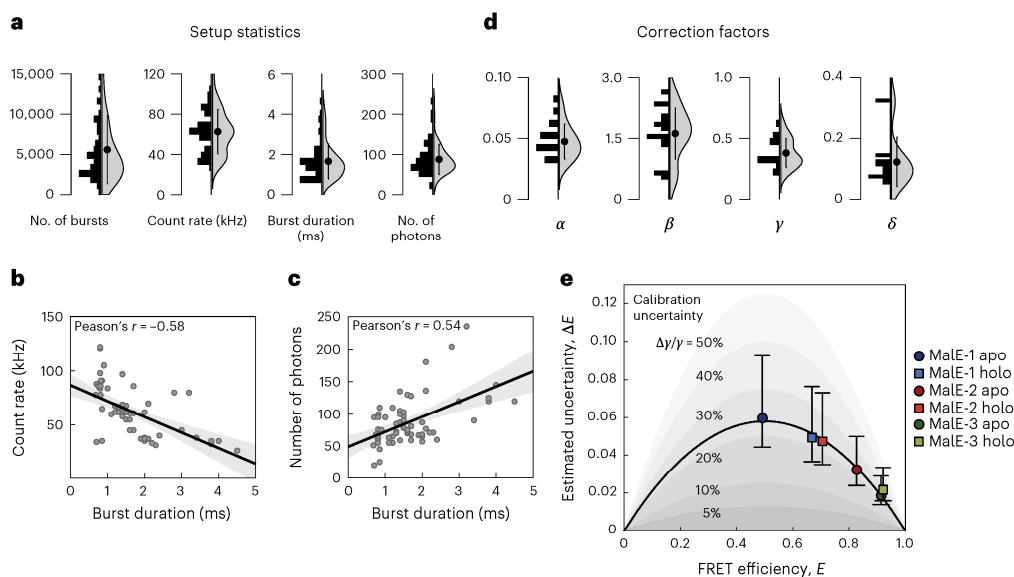 a
Setup statistics
15,000
10,000
5,000
0
No. of bursts
120
80
40
0
Count rate (kHz)
6
4
2
0
Burst duration
(ms)
300
200
100
0
No. of
photons
d
Correction factors
0.10
0.05
0
α
3.0
1.5
0
β
1.0
0.5
0
γ
0.4
0.2
0
δ
b
Peason's r = –0.58
150
100
50
Count rate (kHz)
0 1 2 3 4 5
Burst duration (ms)
c
Pearson's r = 0.54
250
200
150
100
50
0
Number of photons
0 1 2 3 4 5
Burst duration (ms)
e
Calibration
uncertainty
Δγ/γ = 50%
40%
30%
20%
10%
5%
0.12
0.10
0.08
0.06
0.04
0.02
0
Estimated uncertainty, ΔE
0 0.2 0.4 0.6 0.8 1.0
FRET efficiency, E
MalE-1 apo
MalE-1 holo
MalE-2 apo
MalE-2 holo
MalE-3 apo
MalE-3 holo